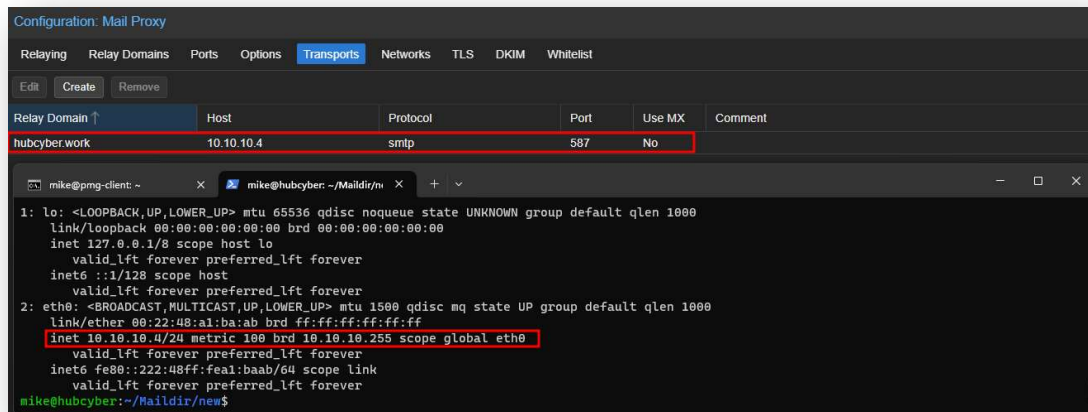 Configuration: Mail Proxy
Relaying Relay Domains Ports Options Transports Networks TLS DKIM Whitelist
Edit Create Remove
Relay Domain ↑ Host Protocol Port Use MX Comment
hubcyber.work 10.10.10.4 smtp 587 No
mike@pmg-client: ~ × mike@hubcyber: ~/Maildir/ne × + ⌄ − □ ×
1: lo: <LOOPBACK,UP,LOWER_UP> mtu 65536 qdisc noqueue state UNKNOWN group default qlen 1000
link/loopback 00:00:00:00:00:00 brd 00:00:00:00:00:00
inet 127.0.0.1/8 scope host lo
valid_lft forever preferred_lft forever
inet6 ::1/128 scope host
valid_lft forever preferred_lft forever
2: eth0: <BROADCAST,MULTICAST,UP,LOWER_UP> mtu 1500 qdisc mq state UP group default qlen 1000
link/ether 00:22:48:a1:ba:ab brd ff:ff:ff:ff:ff:ff
inet 10.10.10.4/24 metric 100 brd 10.10.10.255 scope global eth0
valid_lft forever preferred_lft forever
inet6 fe80::222:48ff:fea1:baab/64 scope link
valid_lft forever preferred_lft forever
mike@hubcyber:~/Maildir/new$